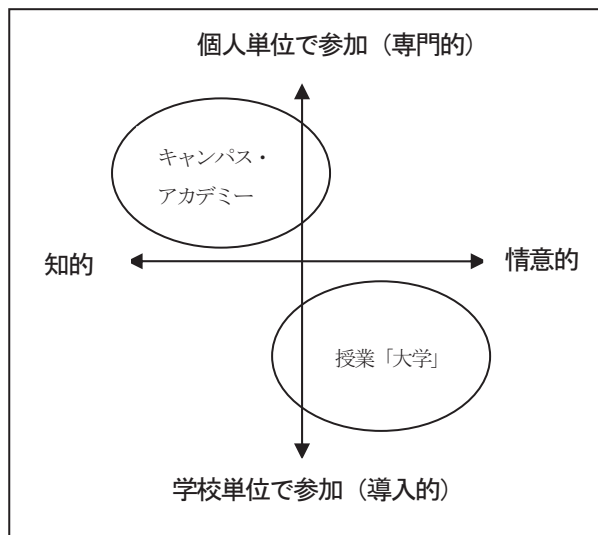 個人単位で参加（専門的）
キャンパス・
アカデミー
知的
情意的
授業「大学」
学校単位で参加（導入的）